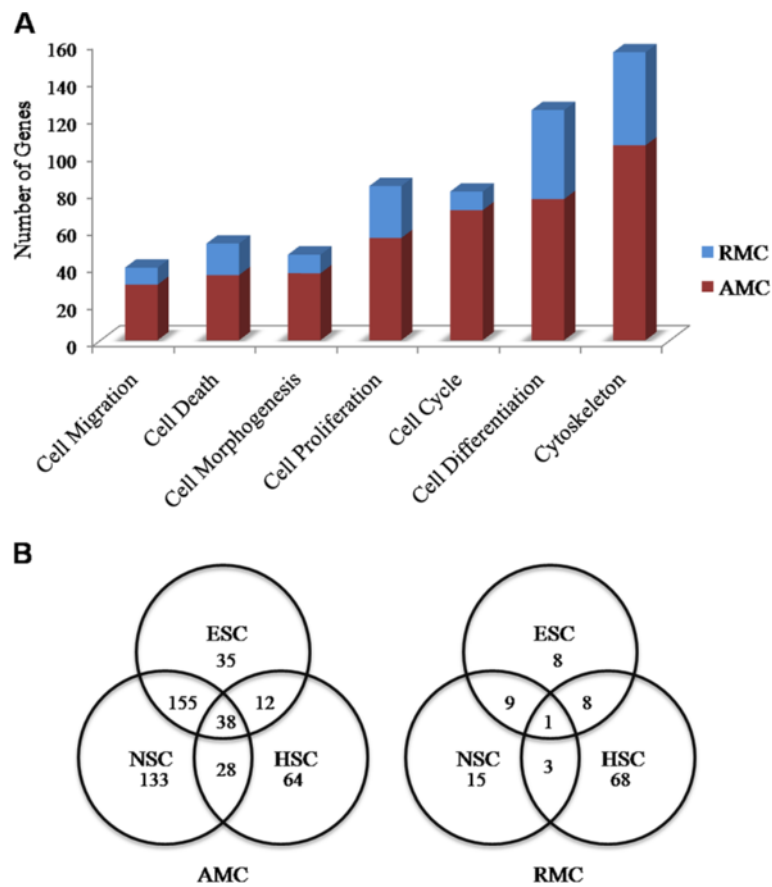 A
Number of Genes
160
140
120
100
80
60
40
20
0
Cell Migration
Cell Death
Cell Morphogenesis
Cell Proliferation
Cell Cycle
Cell Differentiation
Cytoskeleton
RMC
AMC
B
ESC
35
155
12
38
NSC
133
28
HSC
64
AMC
ESC
8
9
8
1
NSC
15
3
HSC
68
RMC